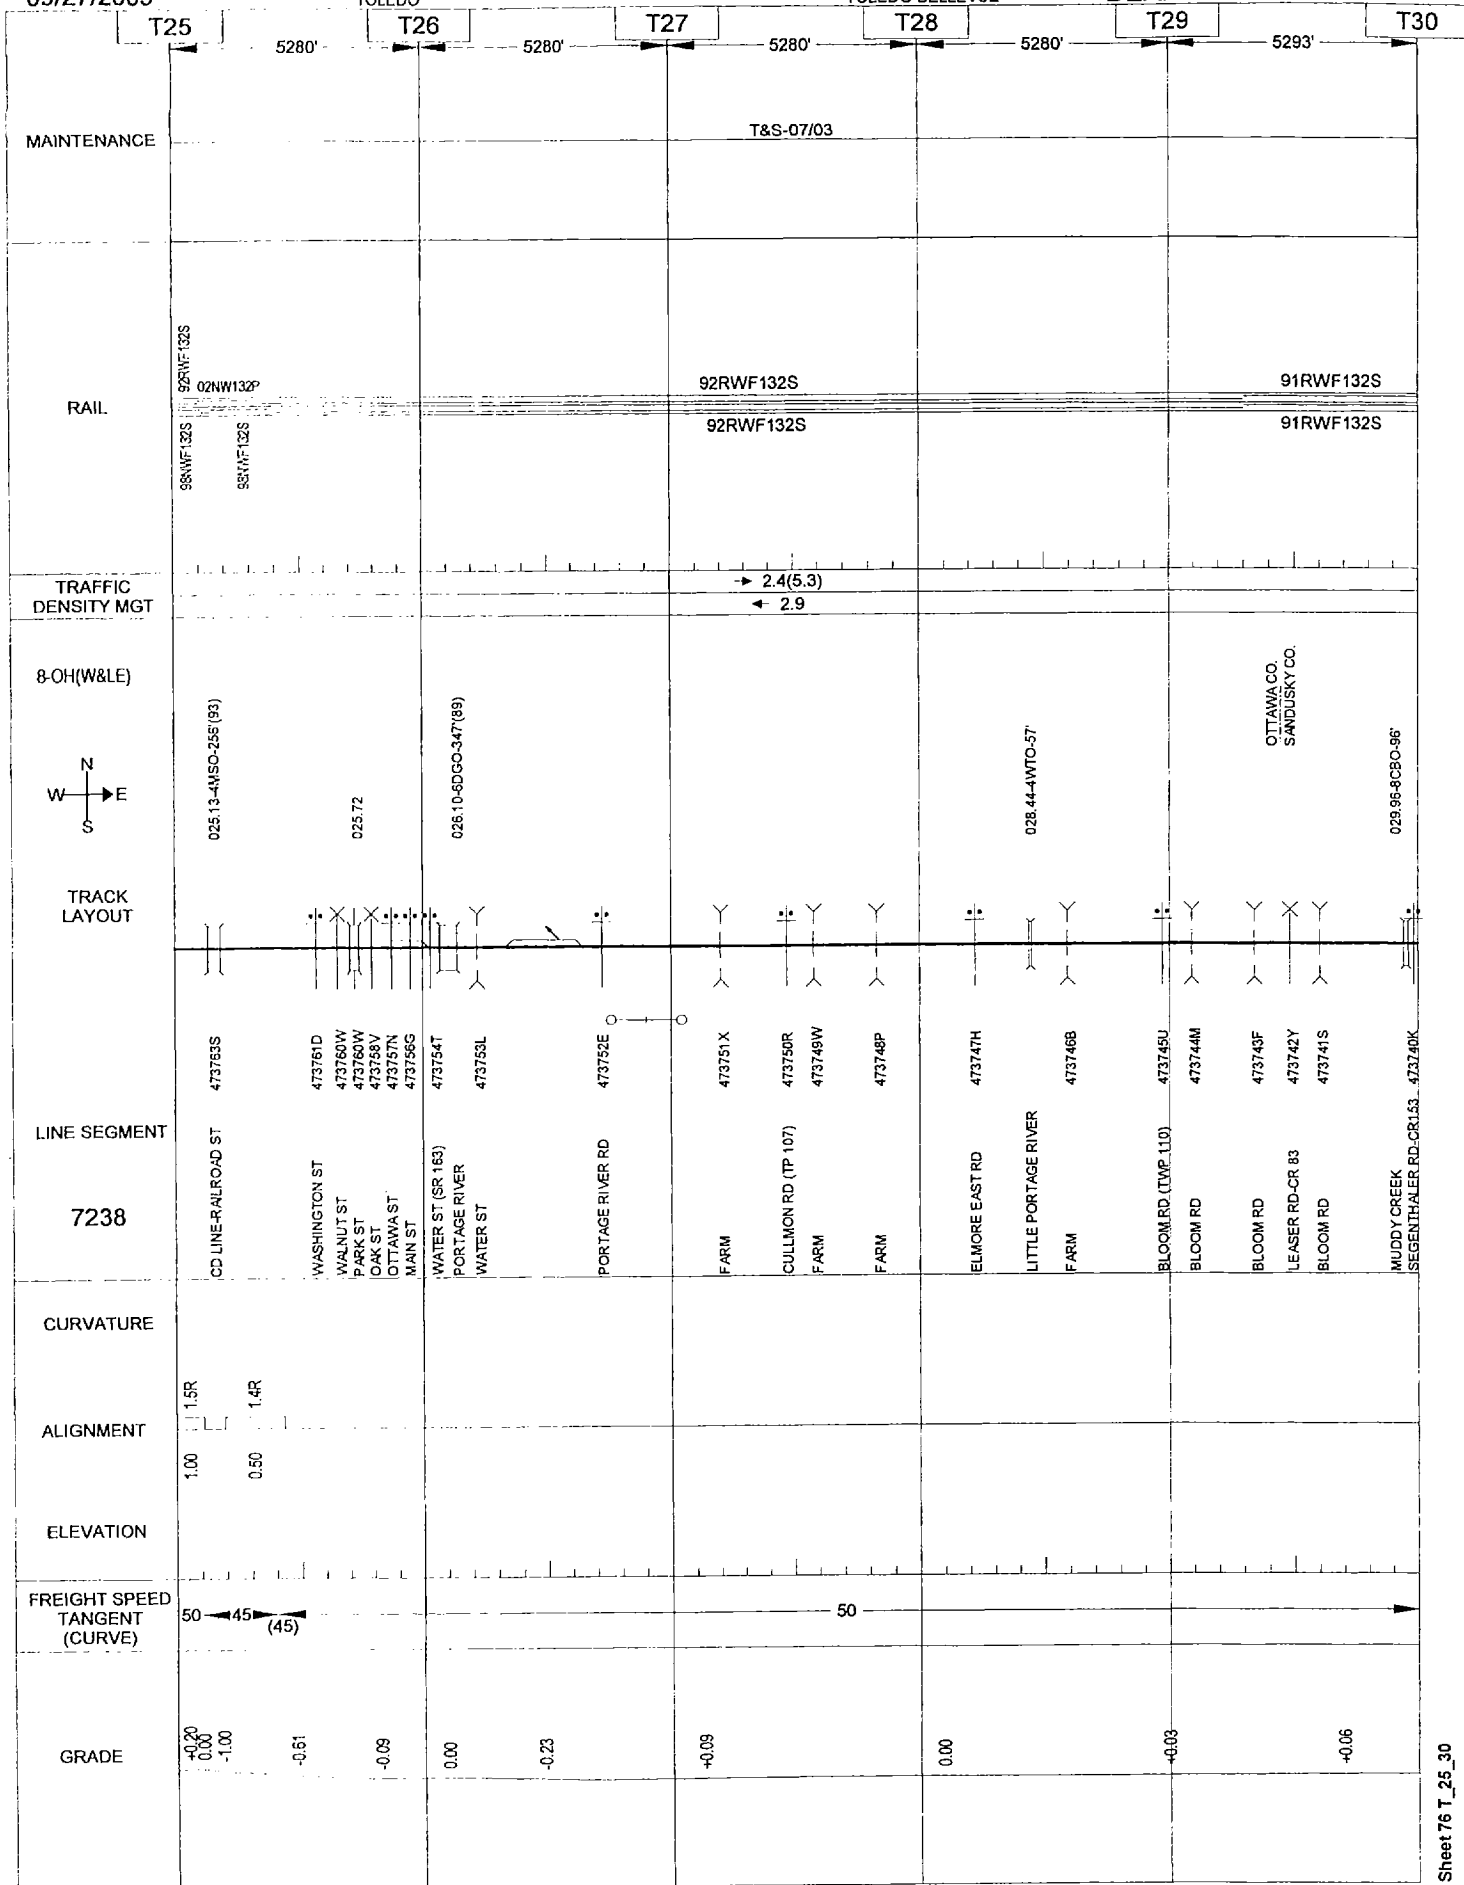 T25
T26
T27
T28
T29
T30
5280'
5280'
5280'
5280'
5293'
MAINTENANCE
T&S-07/03
92RWF132S
02NW132P
92RWF132S
91RWF132S
RAIL
98NWF132S
98NWF132S
92RWF132S
91RWF132S
TRAFFIC
DENSITY MGT
2.4(5.3)
2.9
8-OH(W&LE)
N
W
E
S
025.13-4MSO-256'(93)
025.72
026.10-6DGO-347'(89)
028.44-4WTO-57'
OTTAWA CO.
SANDUSKY CO.
029.95-8CBO-96'
TRACK
LAYOUT
473763S
473761D
473760W
473760W
473758V
473757N
473756G
473754T
473753L
473752E
473751X
473750R
473749W
473748P
473747H
473746B
473745U
473744M
473743F
473742Y
473741S
473740K
LINE SEGMENT
7238
CD LINE-RAILROAD ST
WASHINGTON ST
WALNUT ST
PARK ST
OAK ST
OTTAWA ST
MAIN ST
WATER ST (SR 163)
PORTAGE RIVER
WATER ST
PORTAGE RIVER RD
FARM
CULLMON RD (TP 107)
FARM
FARM
ELMORE EAST RD
LITTLE PORTAGE RIVER
FARM
BLOOM RD (TWP 110)
BLOOM RD
BLOOM RD
LEASER RD-CR 83
BLOOM RD
MUDDY CREEK
SEGENTHALER RD-CR153
CURVATURE
1.5R
1.4R
ALIGNMENT
1.00
0.50
ELEVATION
FREIGHT SPEED
TANGENT
(CURVE)
50
45
(45)
50
GRADE
+0.20
0.00
-1.00
-0.61
-0.09
0.00
-0.23
+0.09
0.00
+0.03
+0.06
Sheet 76 T_25_30